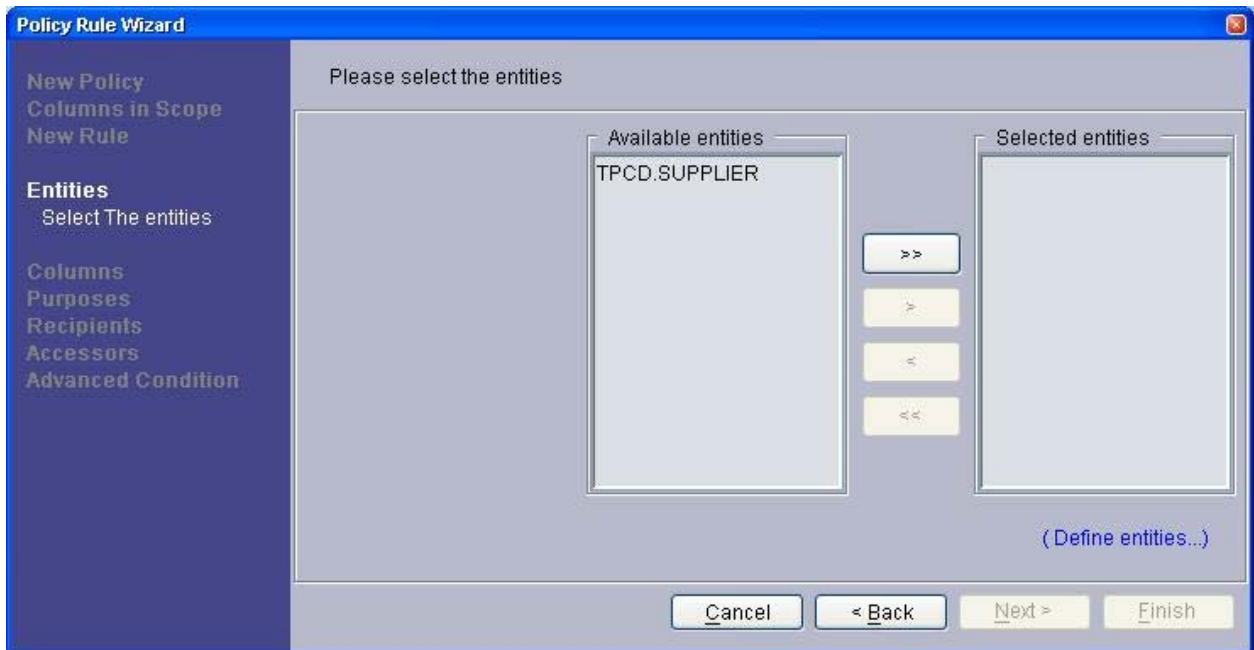 Policy Rule Wizard
New Policy
Columns in Scope
New Rule
Entities
Select The entities
Columns
Purposes
Recipients
Accessors
Advanced Condition
Please select the entities
Available entities
TPCD.SUPPLIER
>>
>
<
<<
Selected entities
( Define entities...)
Cancel
< Back
Next >
Finish